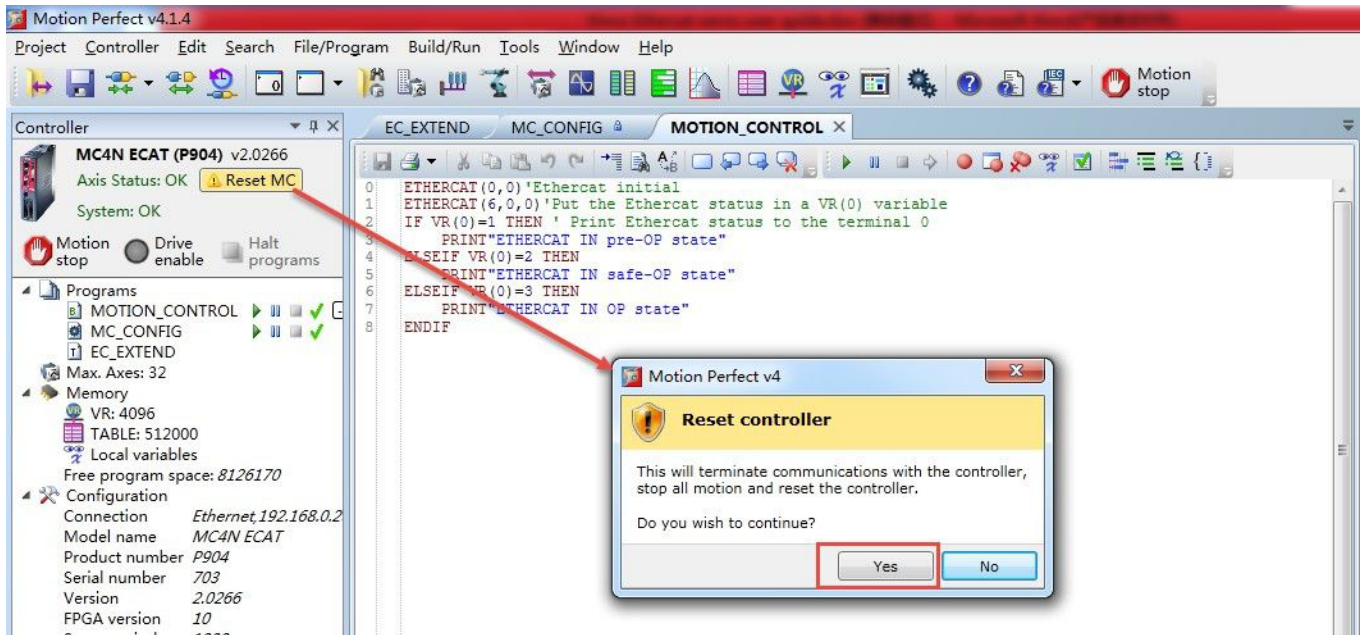 Motion Perfect v4.1.4
Project Controller Edit Search File/Program Build/Run Tools Window Help
Motion stop
Controller
EC_EXTEND MC_CONFIG MOTION_CONTROL
MC4N ECAT (P904) v2.0266
Axis Status: OK Reset MC
System: OK
Motion stop Drive enable Halt programs
Programs
MOTION_CONTROL
MC_CONFIG
EC_EXTEND
Max. Axes: 32
Memory
VR: 4096
TABLE: 512000
Local variables
Free program space: 8126170
Configuration
Connection Ethernet,192.168.0.2
Model name MC4N ECAT
Product number P904
Serial number 703
Version 2.0266
FPGA version 10
0 ETHERCAT(0,0)'Ethercat initial
1 ETHERCAT(6,0,0)'Put the Ethercat status in a VR(0) variable
2 IF VR(0)=1 THEN ' Print Ethercat status to the terminal 0
3 PRINT"ETHERCAT IN pre-OP state"
4 ELSEIF VR(0)=2 THEN
5 PRINT"ETHERCAT IN safe-OP state"
6 ELSEIF VR(0)=3 THEN
7 PRINT"ETHERCAT IN OP state"
8 ENDIF
Motion Perfect v4
Reset controller
This will terminate communications with the controller,
stop all motion and reset the controller.
Do you wish to continue?
Yes No